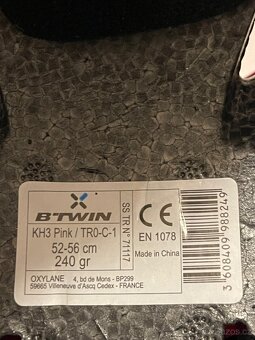 B'TWIN
KH3 Pink / TR0-C-1
52-56 cm
240 gr
SS TR N° 71117
CE
EN 1078
Made in China
OXYLANE 4, bd de Mons - BP299
59665 Villeneuve d'Ascq Cedex - FRANCE
3 608409 988249